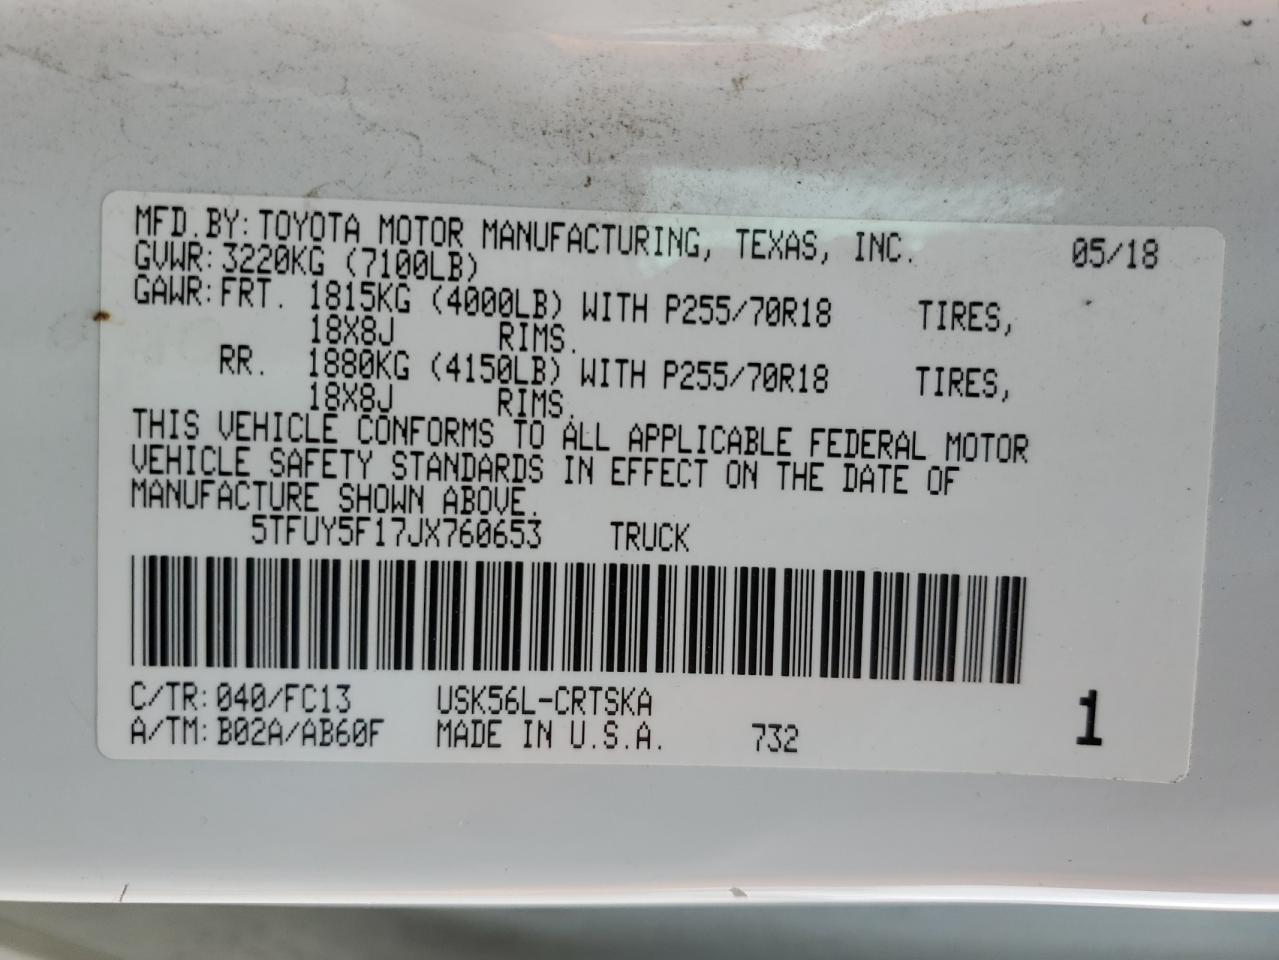 MFD.BY: TOYOTA MOTOR MANUFACTURING, TEXAS, INC. 05/18
GVWR: 3220KG (7100LB)
GAWR: FRT. 1815KG (4000LB) WITH P255/70R18 TIRES,
18X8J RIMS.
RR. 1880KG (4150LB) WITH P255/70R18 TIRES,
18X8J RIMS.
THIS VEHICLE CONFORMS TO ALL APPLICABLE FEDERAL MOTOR
VEHICLE SAFETY STANDARDS IN EFFECT ON THE DATE OF
MANUFACTURE SHOWN ABOVE.
5TFUY5F17JX760653 TRUCK
C/TR: 040/FC13 USK56L-CRTSKA
A/TM: B02A/AB60F MADE IN U.S.A. 732 1